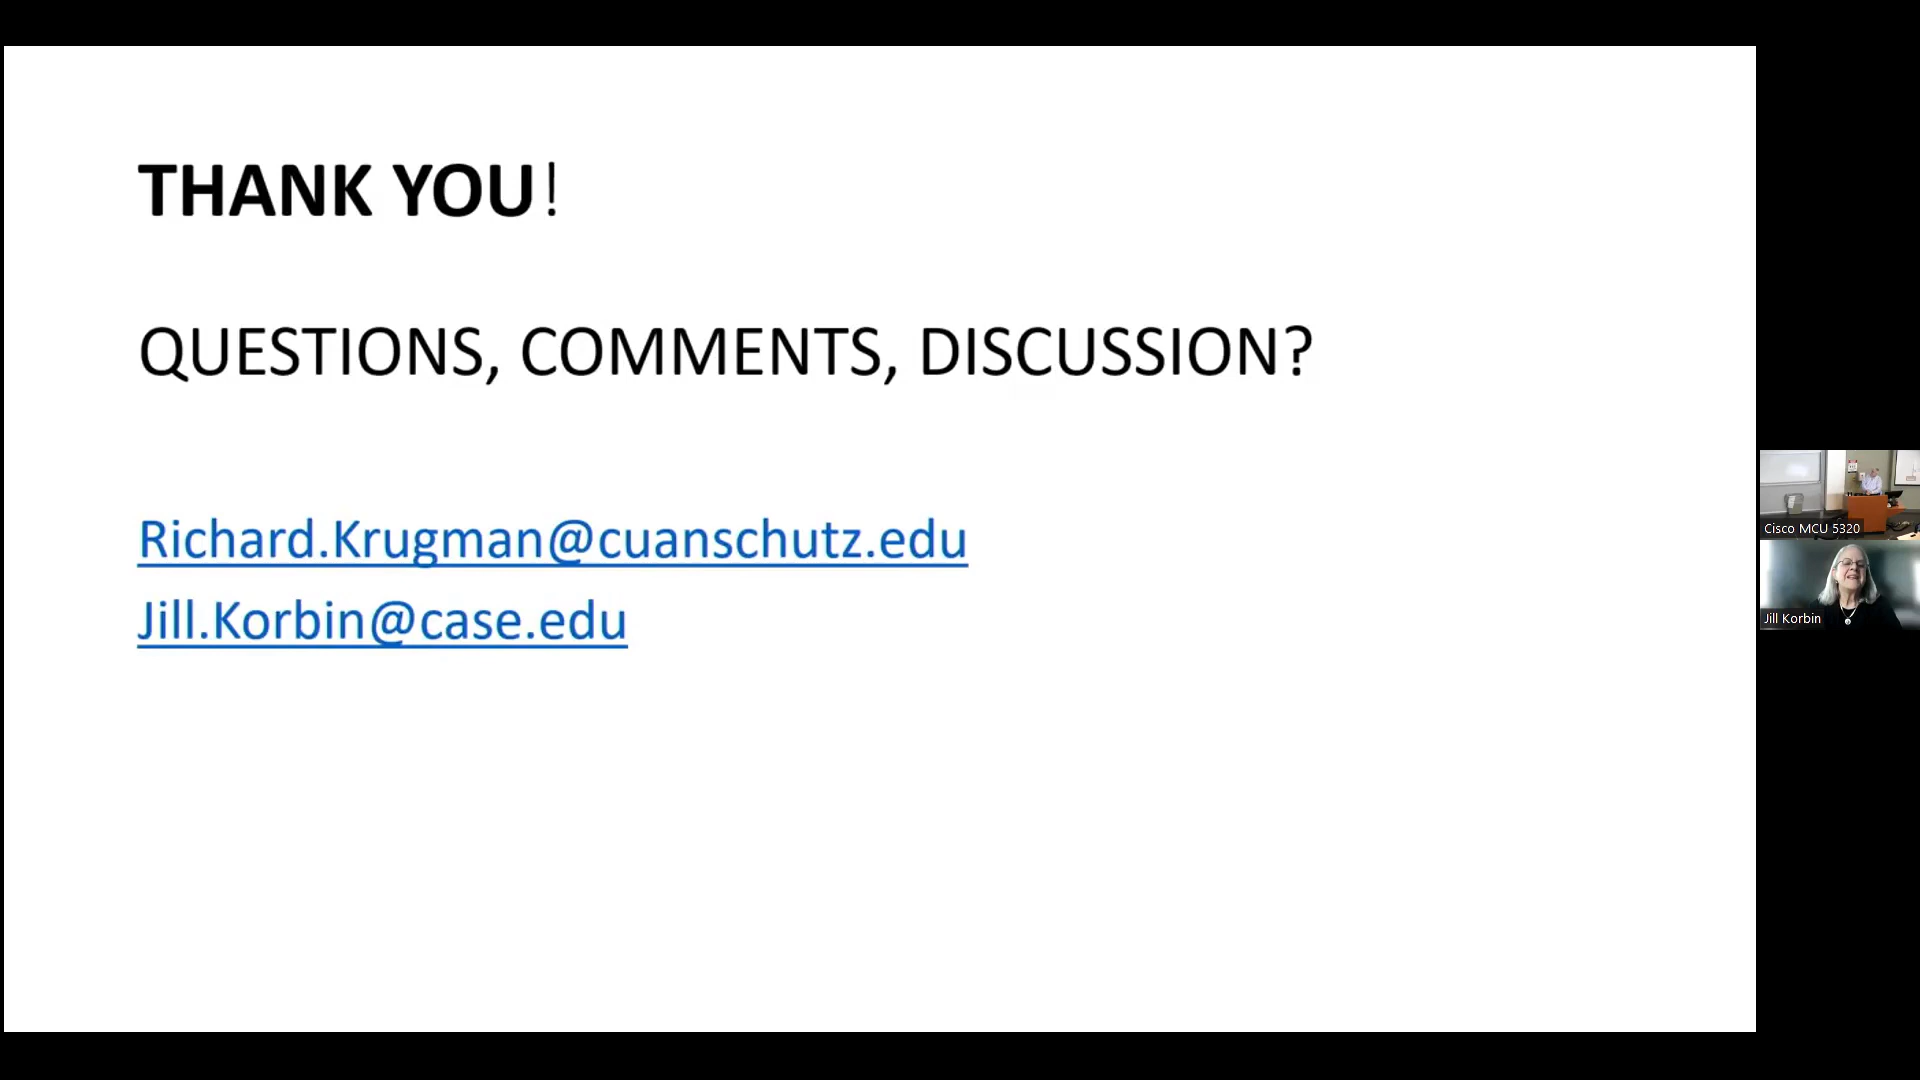 THANK YOU!
QUESTIONS, COMMENTS, DISCUSSION?
Richard.Krugman@cuanschutz.edu
Jill.Korbin@case.edu
Cisco MCU 5320
Jill Korbin